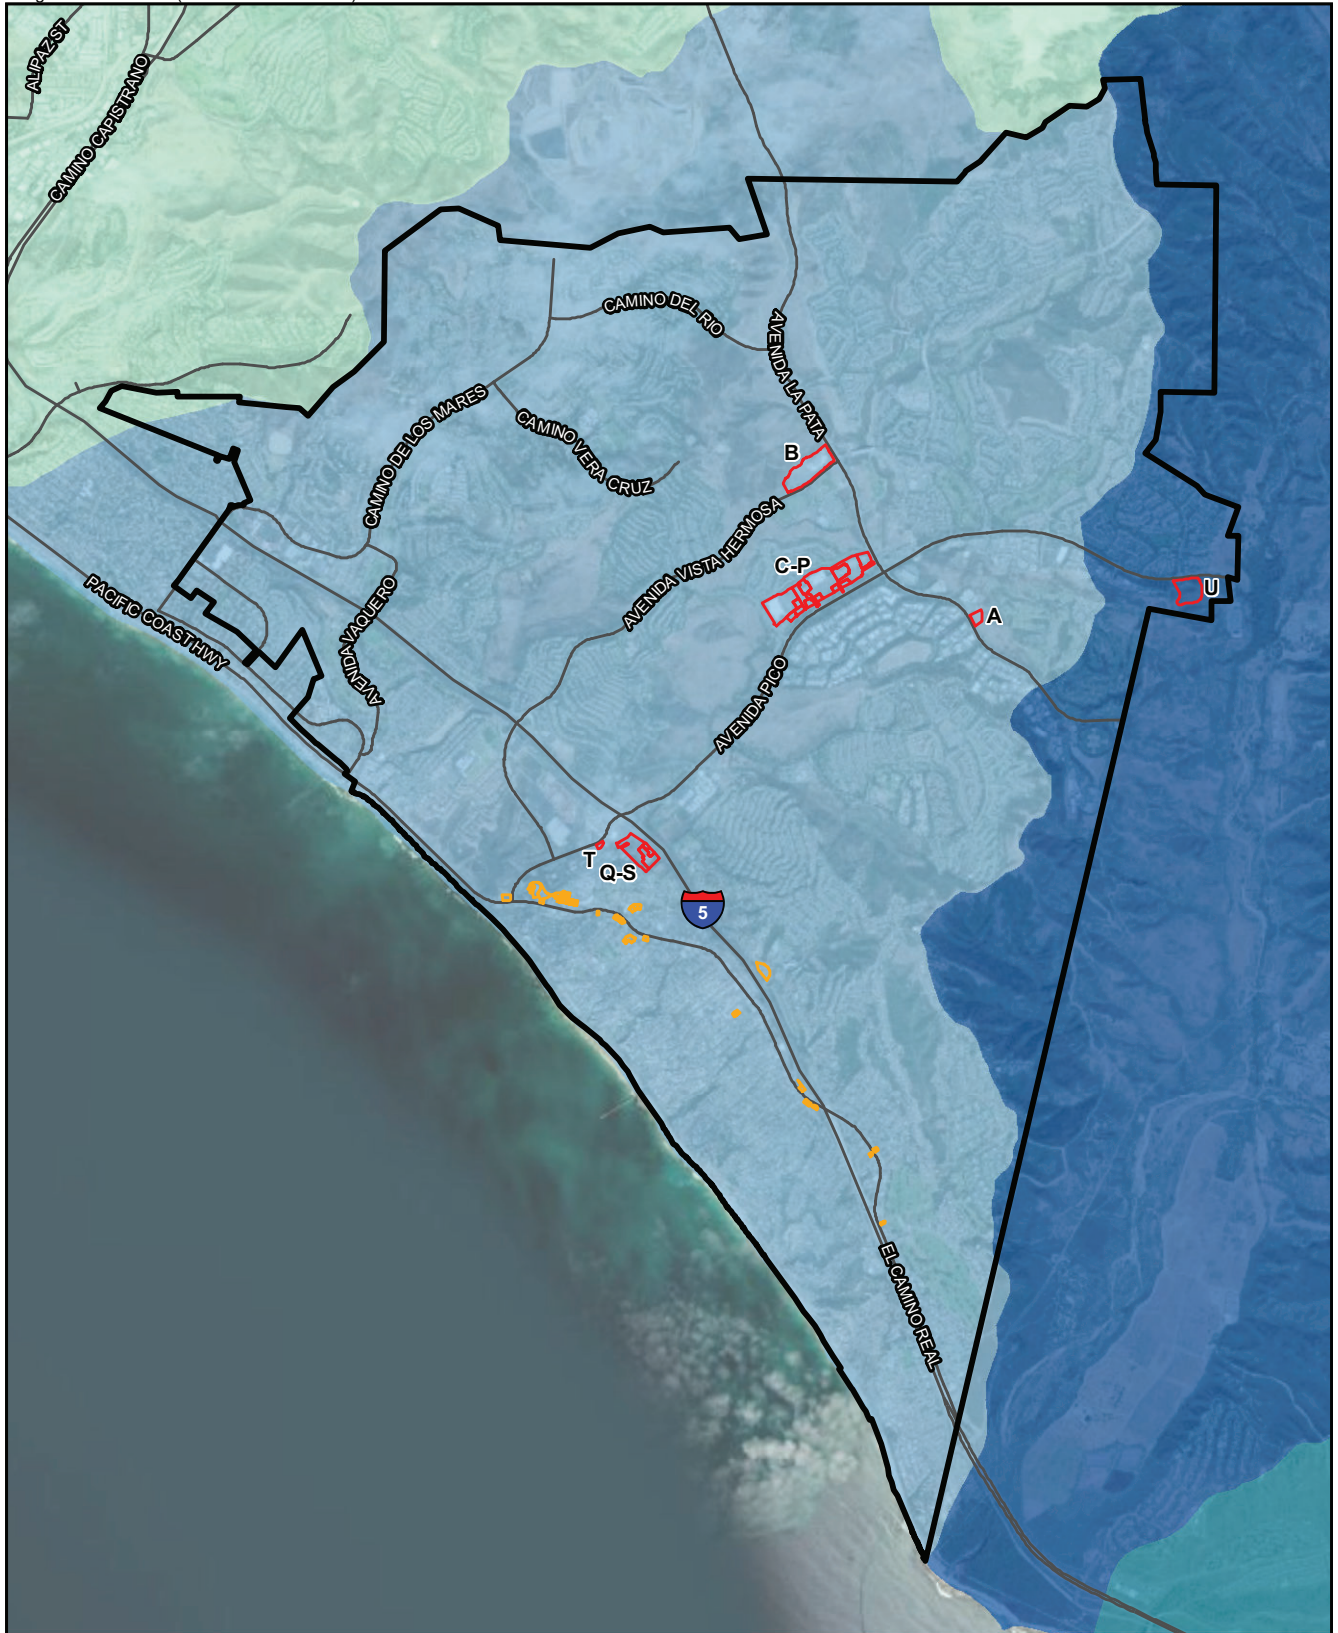 ALIPAZ ST
CAMINO CAPISTRANO
CAMINO DEL RIO
AVENIDA LA PATA
CAMINO DE LOS MARES
CAMINO VERA CRUZ
B
AVENIDA VISTA HERMOSA
C-P
U
A
PACIFIC COAST HWY
AVENIDA VAQUERO
AVENIDA PICO
T
Q-S
5
EL CAMINO REAL